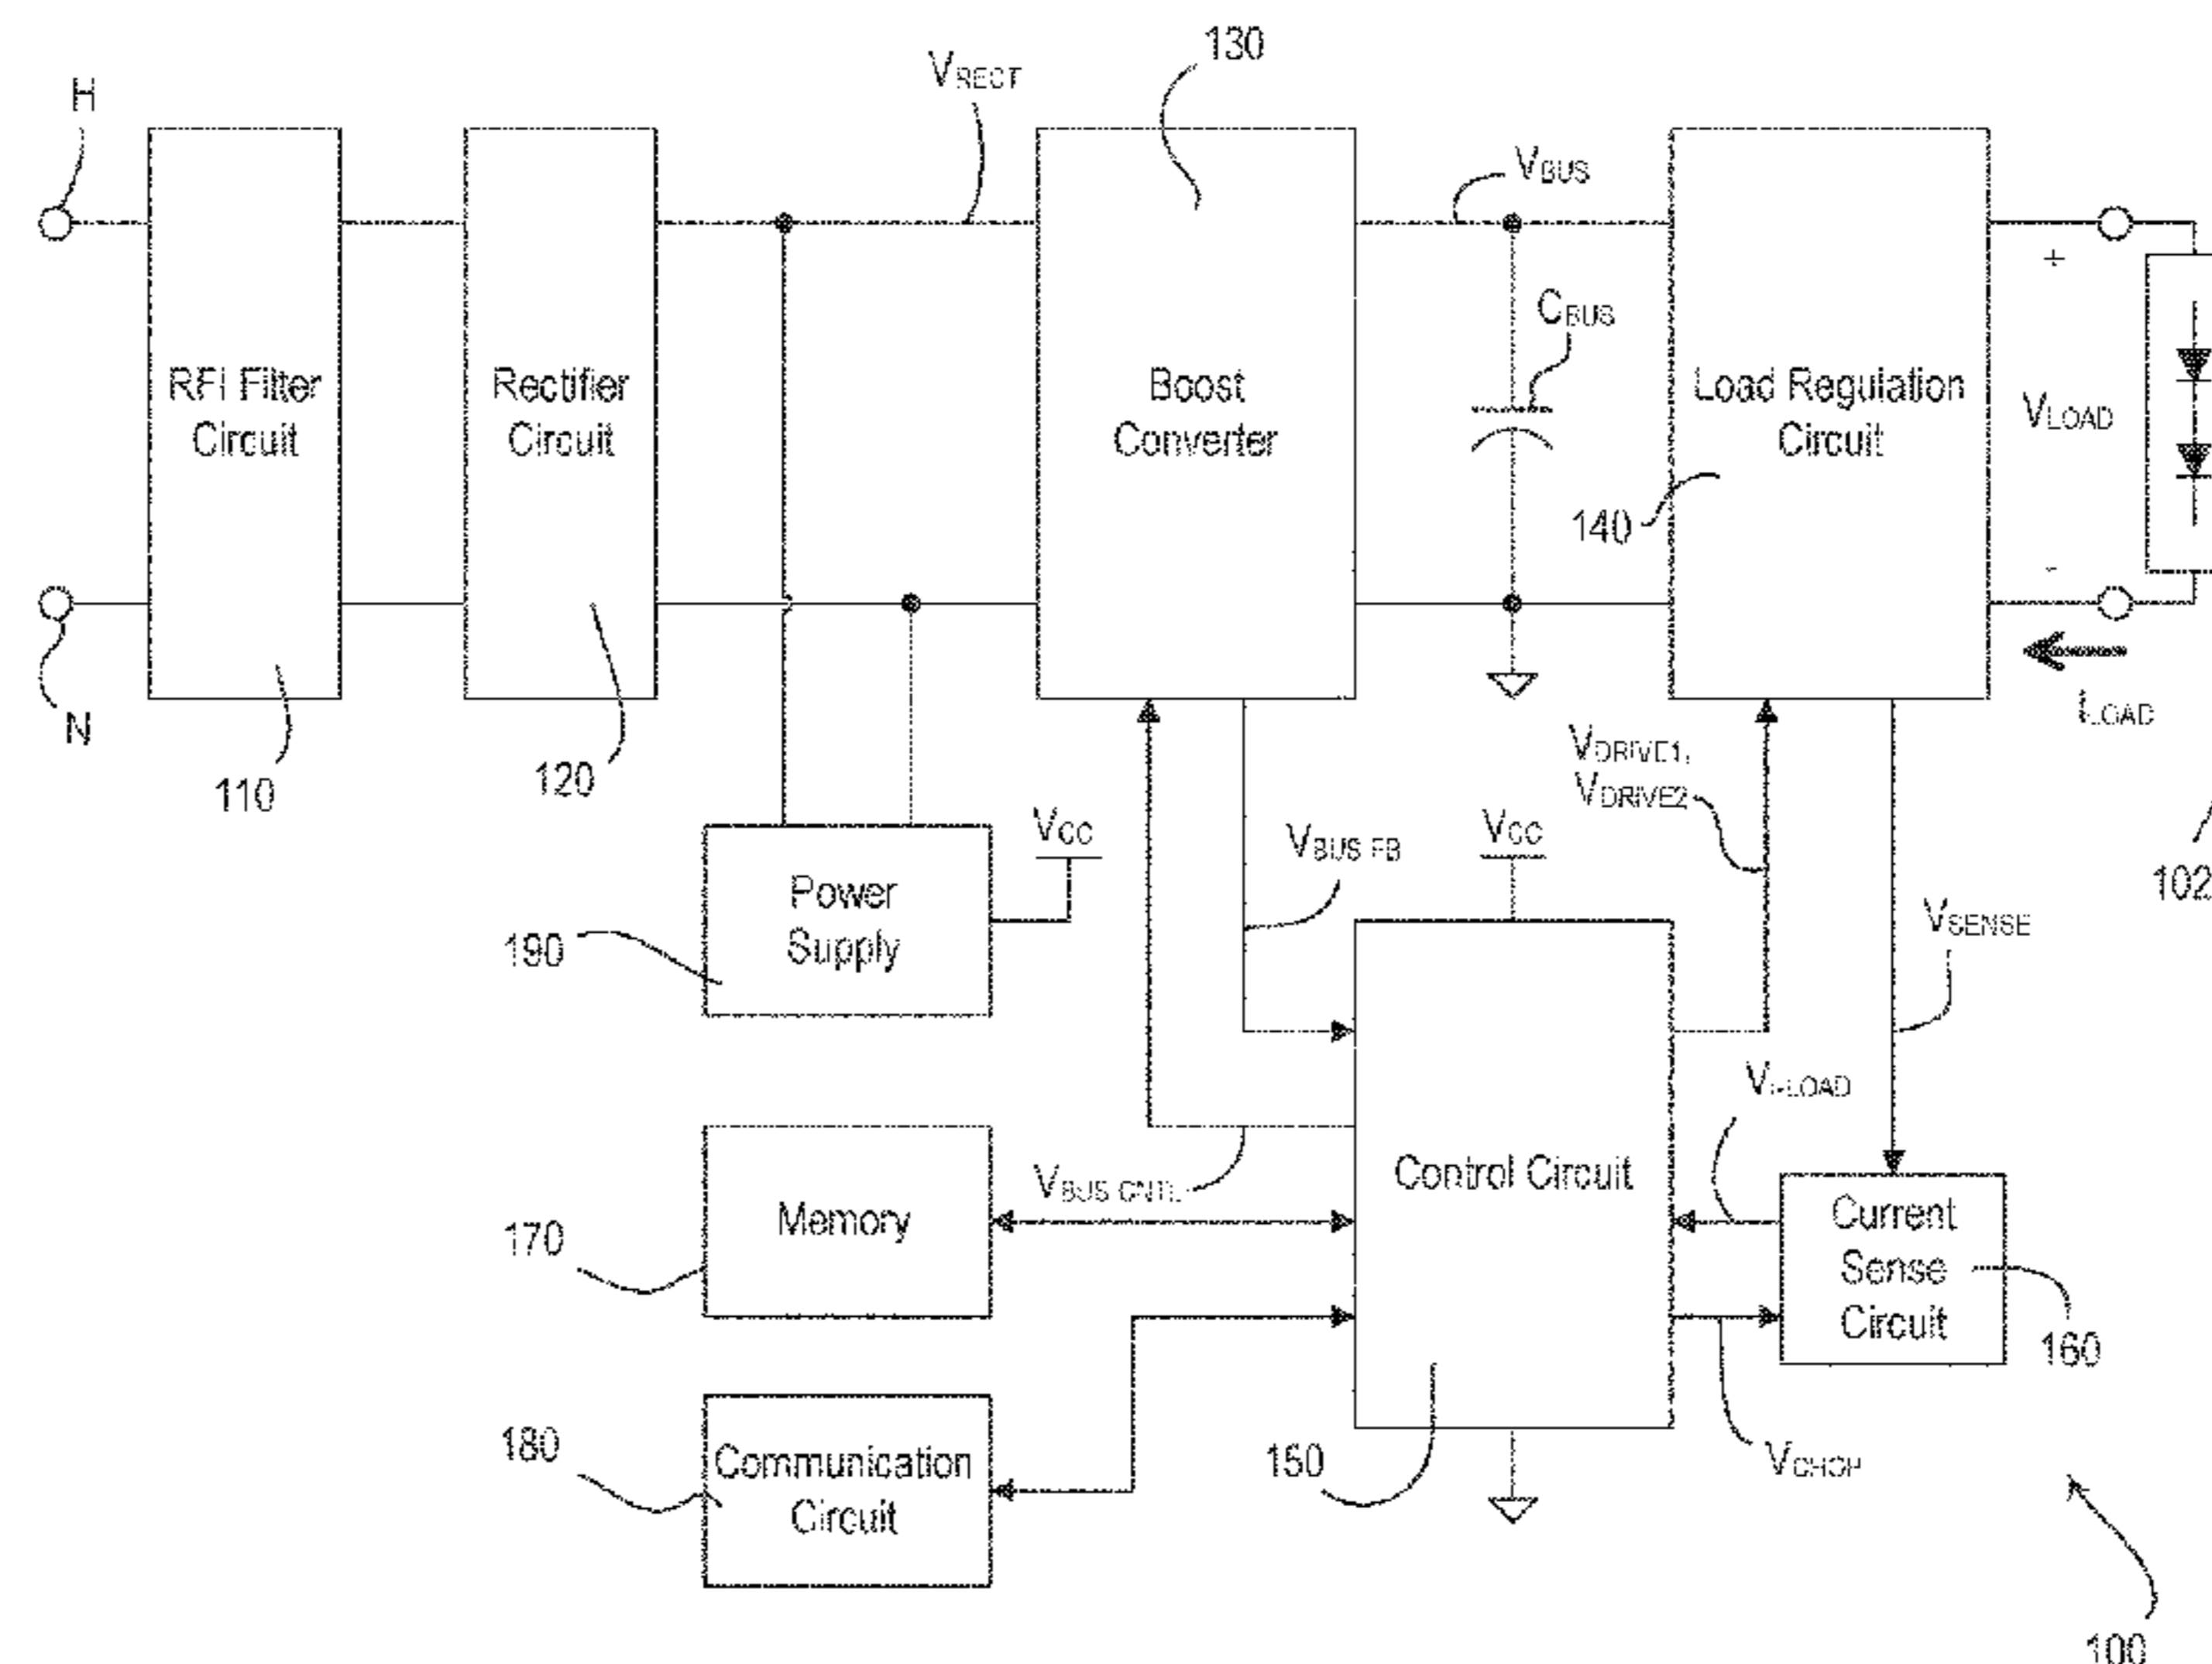 130
H
VRECT
VBUS
CBUS
RFI Filter
Circuit
Rectifier
Circuit
Boost
Converter
Load Regulation
Circuit
+
VLOAD
-
140
ILOAD
N
110
120
VDRIVE1,
VDRIVE2
VCC
VCC
VBUS FB
102
Power
Supply
190
VSENSE
VI-LOAD
Control Circuit
VBUS CNTL
Memory
170
Current
Sense
Circuit
160
180
Communication
Circuit
150
VCHOP
100